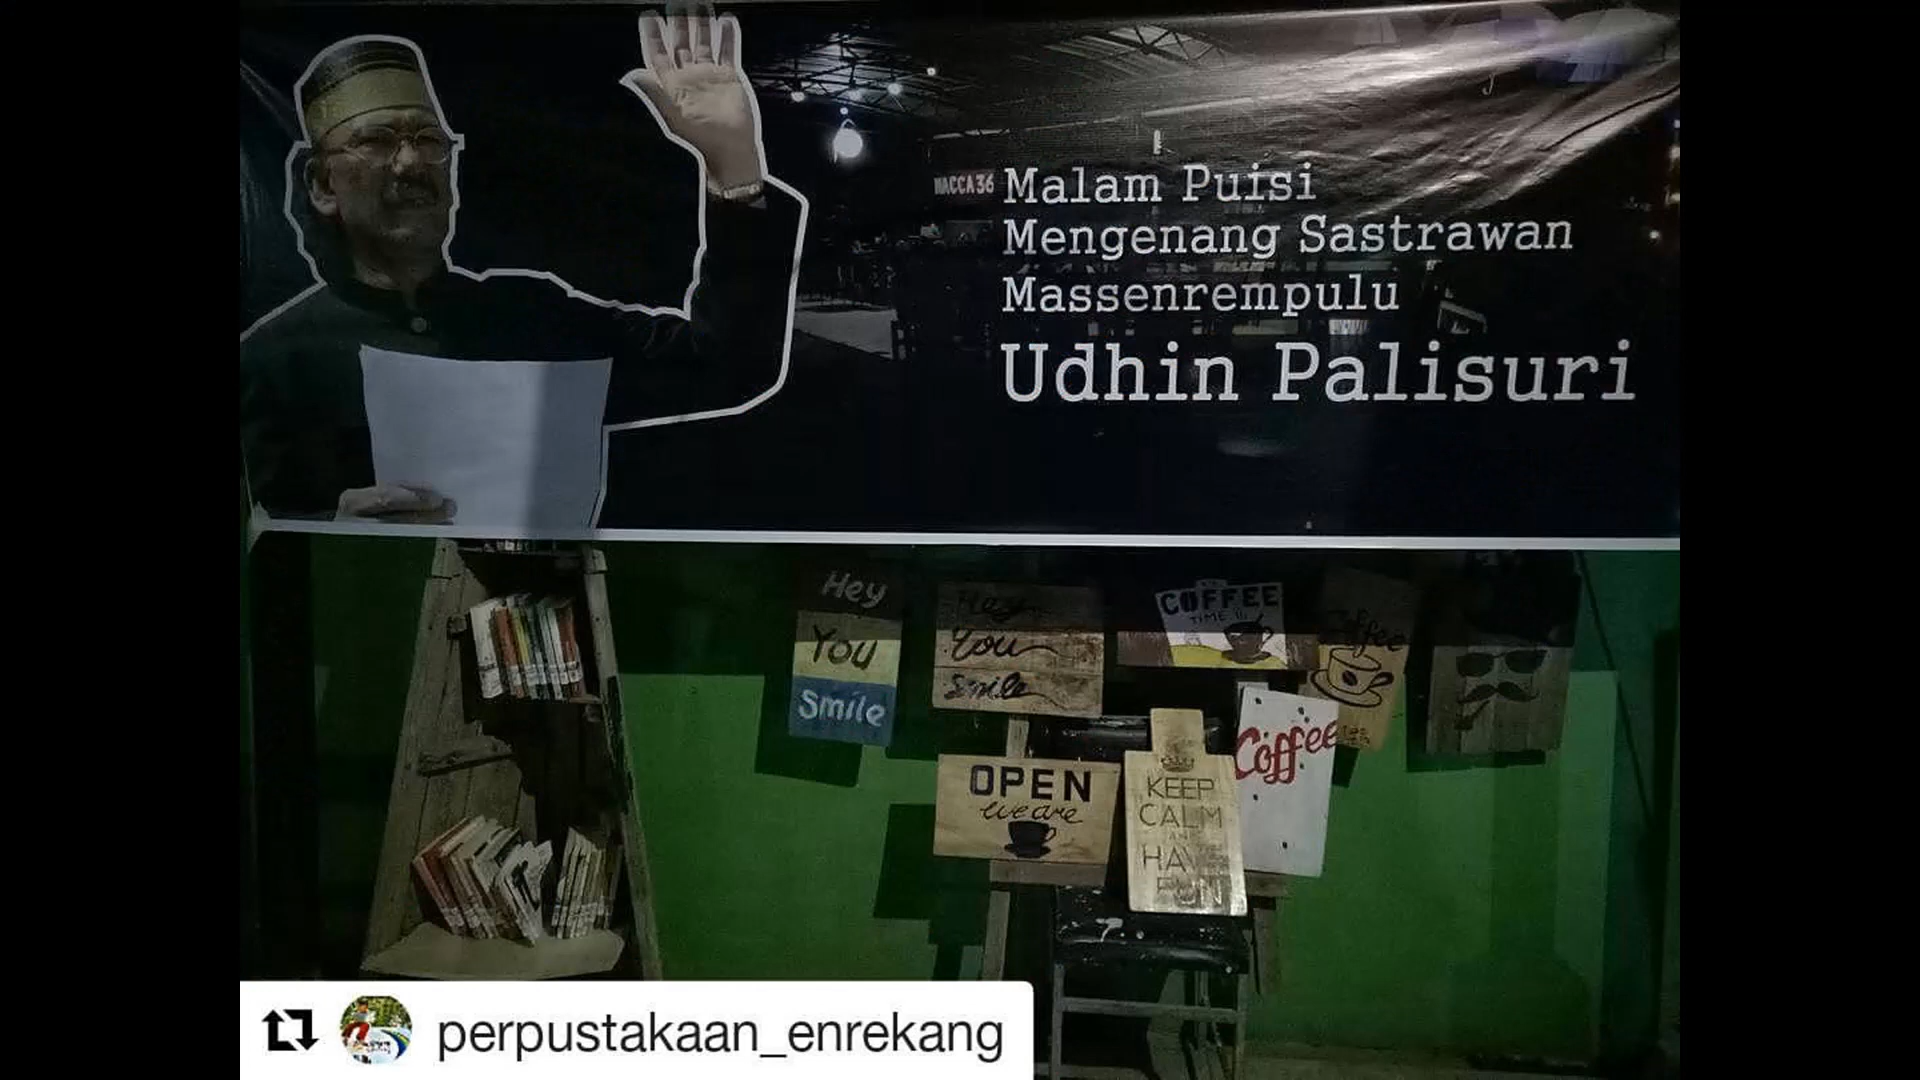 MACCA36
Malam Puisi
Mengenang Sastrawan
Massenrempulu
Udhin Palisuri
Hey
You
Smile
Hey
You
Smile
COFFEE
TIME !!!
Coffee
Coffee
OPEN
we are
KEEP
CALM
AND
HAVE
FUN
perpustakaan_enrekang